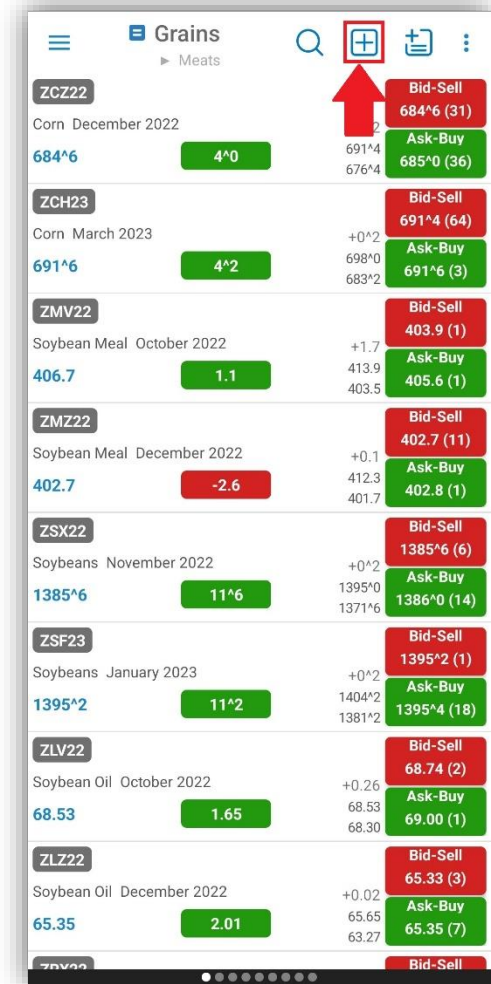 Grains
► Meats
ZCZ22
Bid-Sell
684^6 (31)
Corn December 2022
684^6
4^0
691^4
676^4
Ask-Buy
685^0 (36)
ZCH23
Bid-Sell
691^4 (64)
Corn March 2023
+0^2
691^6
4^2
698^0
683^2
Ask-Buy
691^6 (3)
ZMV22
Bid-Sell
403.9 (1)
Soybean Meal October 2022
+1.7
406.7
1.1
413.9
403.5
Ask-Buy
405.6 (1)
ZMZ22
Bid-Sell
402.7 (11)
Soybean Meal December 2022
+0.1
402.7
-2.6
412.3
401.7
Ask-Buy
402.8 (1)
ZSX22
Bid-Sell
1385^6 (6)
Soybeans November 2022
+0^2
1385^6
11^6
1395^0
1371^6
Ask-Buy
1386^0 (14)
ZSF23
Bid-Sell
1395^2 (1)
Soybeans January 2023
+0^2
1395^2
11^2
1404^2
1381^2
Ask-Buy
1395^4 (18)
ZLV22
Bid-Sell
68.74 (2)
Soybean Oil October 2022
+0.26
68.53
1.65
68.53
68.30
Ask-Buy
69.00 (1)
ZLZ22
Bid-Sell
65.33 (3)
Soybean Oil December 2022
+0.02
65.35
2.01
65.65
63.27
Ask-Buy
65.35 (7)
Bid-Sell